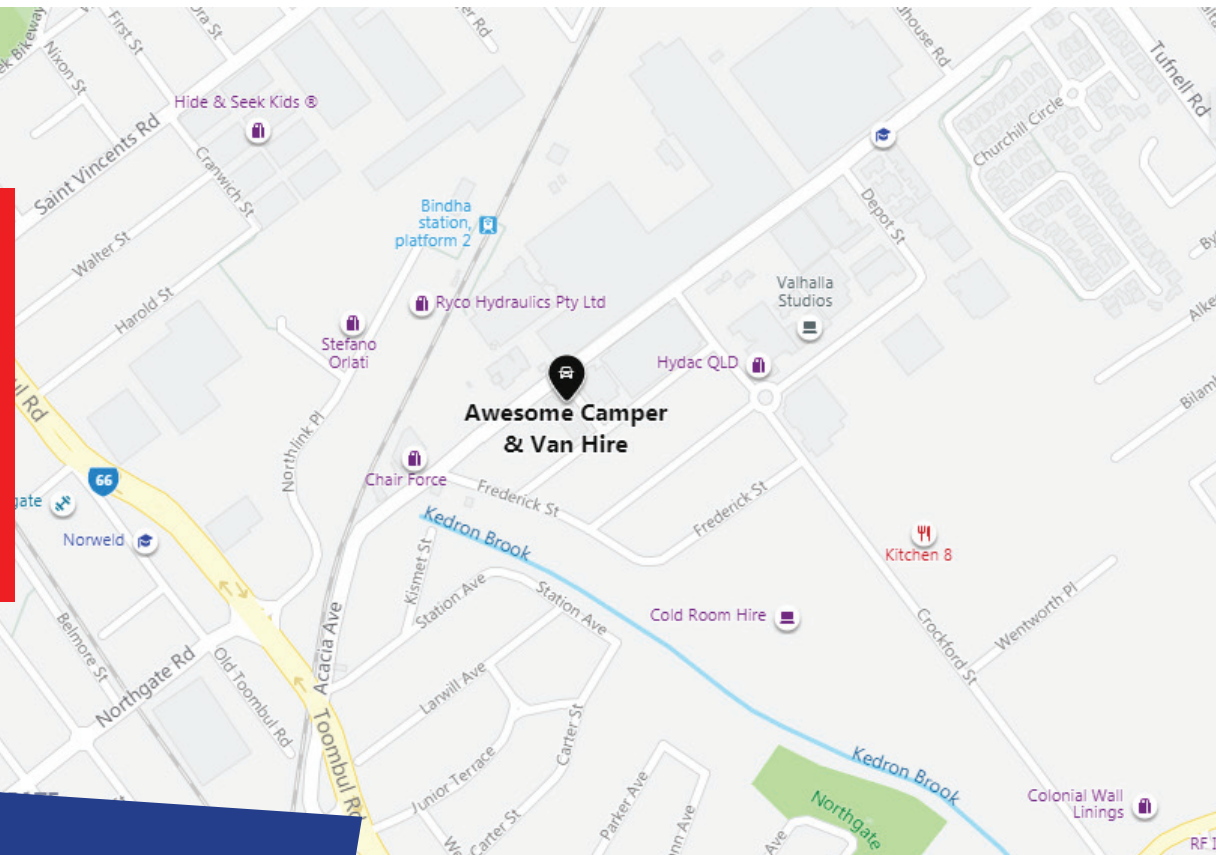 First St
Nixon St
Hide & Seek Kids ®
Saint Vincents Rd
Cranwich St
Walter St
Harold St
Bindha
station,
platform 2
Ryco Hydraulics Pty Ltd
Stefano
Orlati
Tufnell Rd
Churchill Circle
Depot St
Valhalla
Studios
Hydac QLD
Awesome Camper
& Van Hire
Northlink Pl
Chair Force
66
Norweld
Frederick St
Frederick St
Kedron Brook
Kismet St
Station Ave
Station Ave
Kitchen 8
Cold Room Hire
Crockford St
Wentworth Pl
Belmore St
Northgate Rd
Old Toombul Rd
Acacia Ave
Toombul Rd
Larwill Ave
Carter St
Junior Terrace
Carter St
Parker Ave
Kedron Brook
Northgate
Colonial Wall
Linings